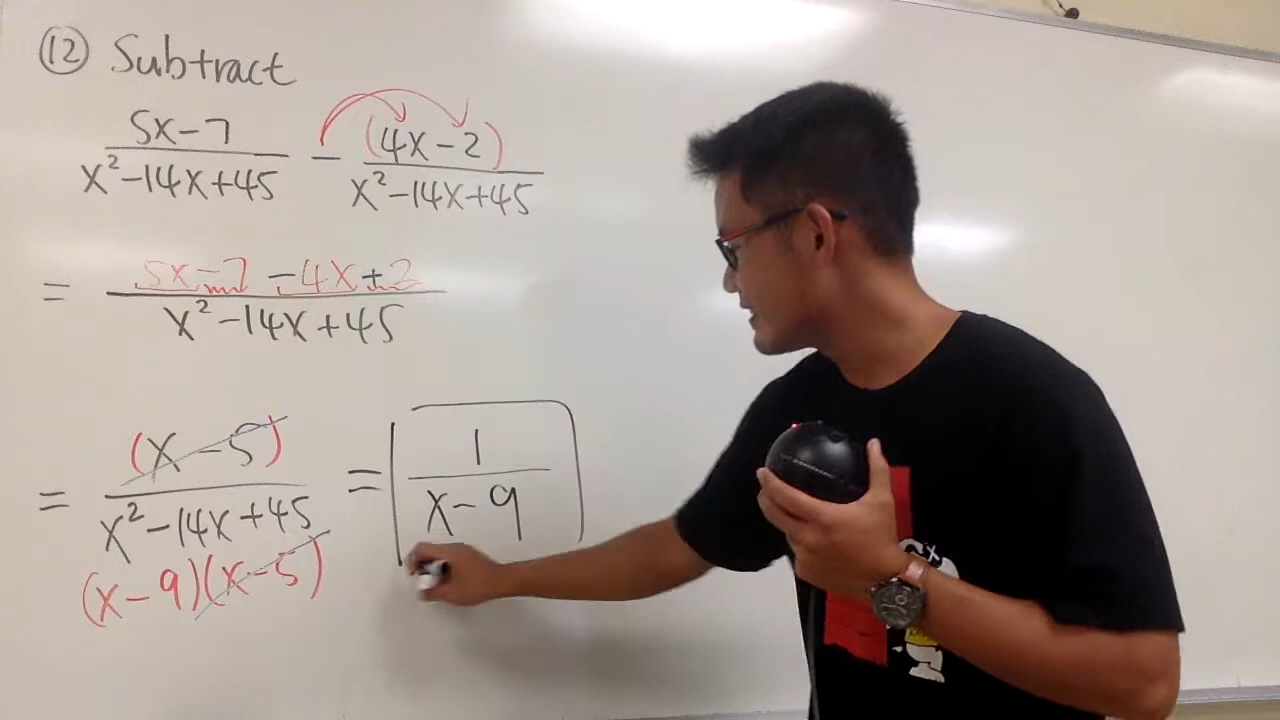 ⑫ Subtract
5x-7 / x²-14x+45 - (4x-2) / x²-14x+45
= 5x-7 -4x+2 / x²-14x+45
= (x-5) / x²-14x+45 = 1 / x-9
(x-9)(x-5)